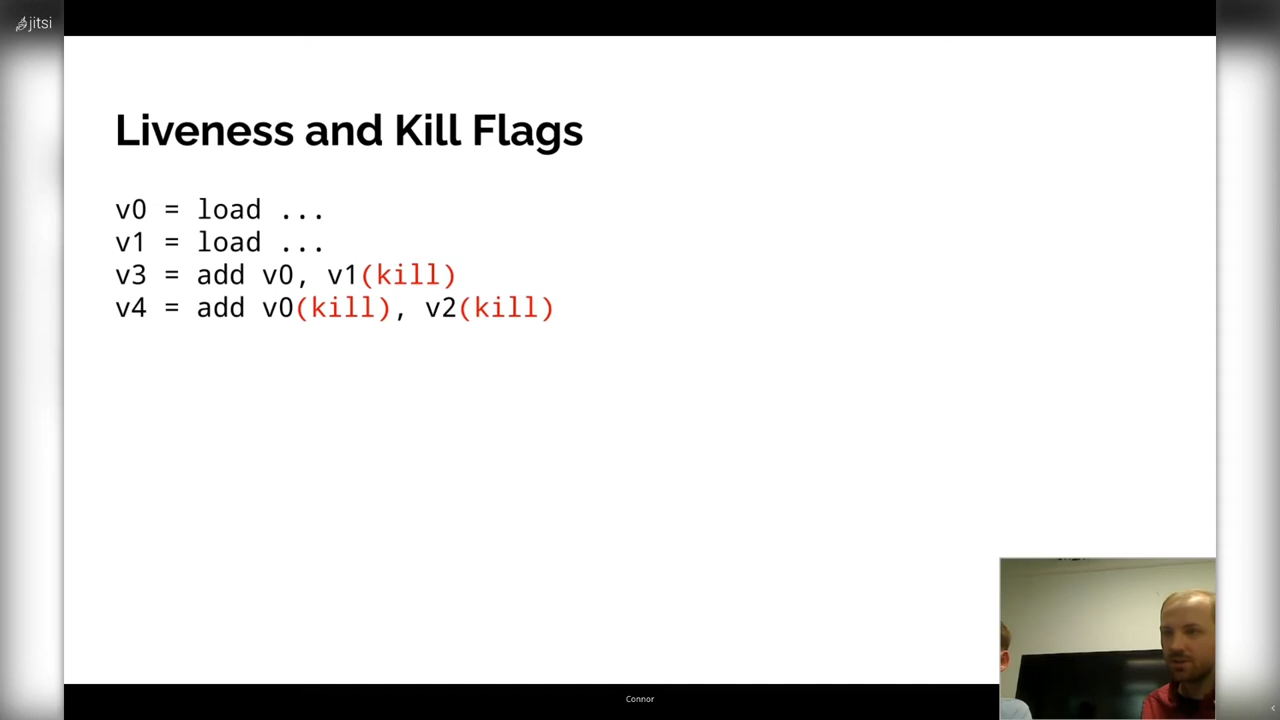 jitsi
Liveness and Kill Flags
v0 = load ...
v1 = load ...
v3 = add v0, v1(kill)
v4 = add v0(kill), v2(kill)
Connor